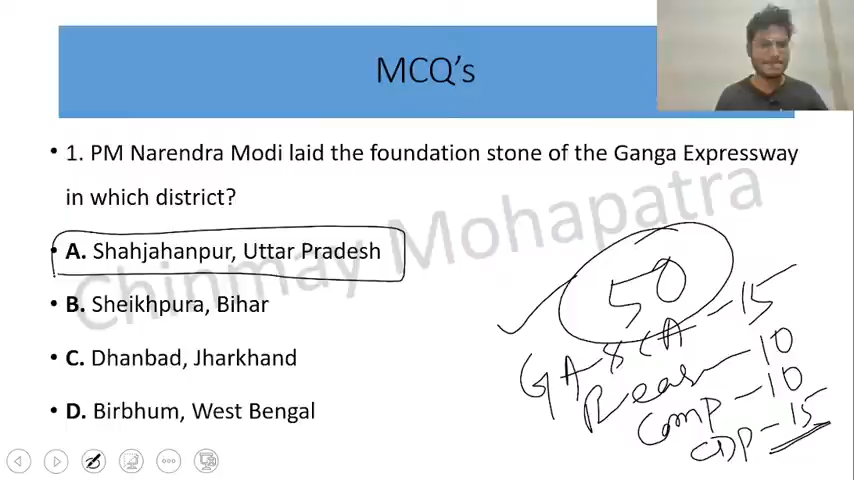 MCQ's
• 1. PM Narendra Modi laid the foundation stone of the Ganga Expressway
in which district?
• A. Shahjahanpur, Uttar Pradesh
• B. Sheikhpura, Bihar
• C. Dhanbad, Jharkhand
• D. Birbhum, West Bengal
Chinmay Mohapatra
50
GA & CA - 15
Reas - 10
Comp - 10
CDP - 15